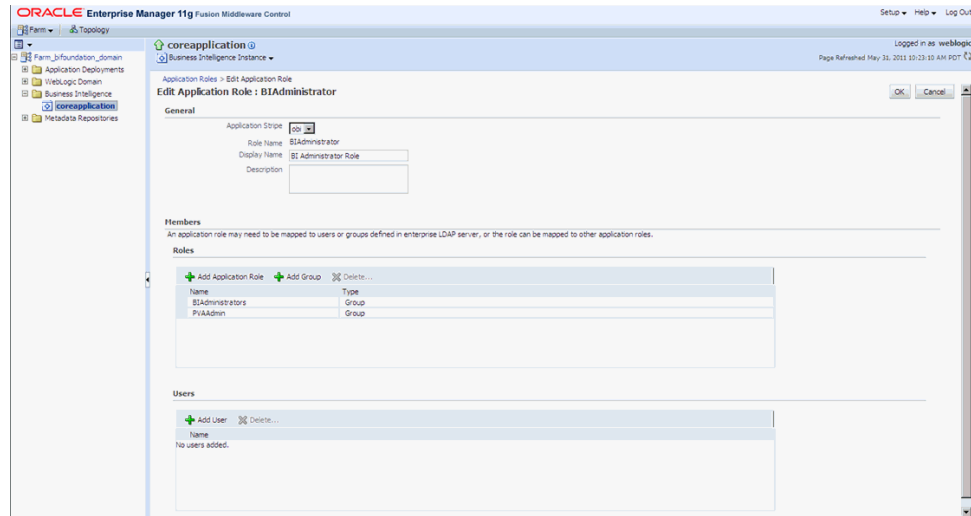 ORACLE Enterprise Manager 11g Fusion Middleware Control
Setup Help Log Out
Farm Topology
Farm_bifoundation_domain
Application Deployments
WebLogic Domain
Business Intelligence
coreapplication
Metadata Repositories
coreapplication
Business Intelligence Instance
Logged in as weblogic
Page Refreshed May 31, 2011 10:23:10 AM PDT
Application Roles > Edit Application Role
Edit Application Role : BIAdministrator
OK Cancel
General
Application Stripe obi
Role Name BIAdministrator
Display Name BI Administrator Role
Description
Members
An application role may need to be mapped to users or groups defined in enterprise LDAP server, or the role can be mapped to other application roles.
Roles
Add Application Role Add Group Delete...
Name Type
BIAdministrators Group
PVAAdmin Group
Users
Add User Delete...
Name
No users added.